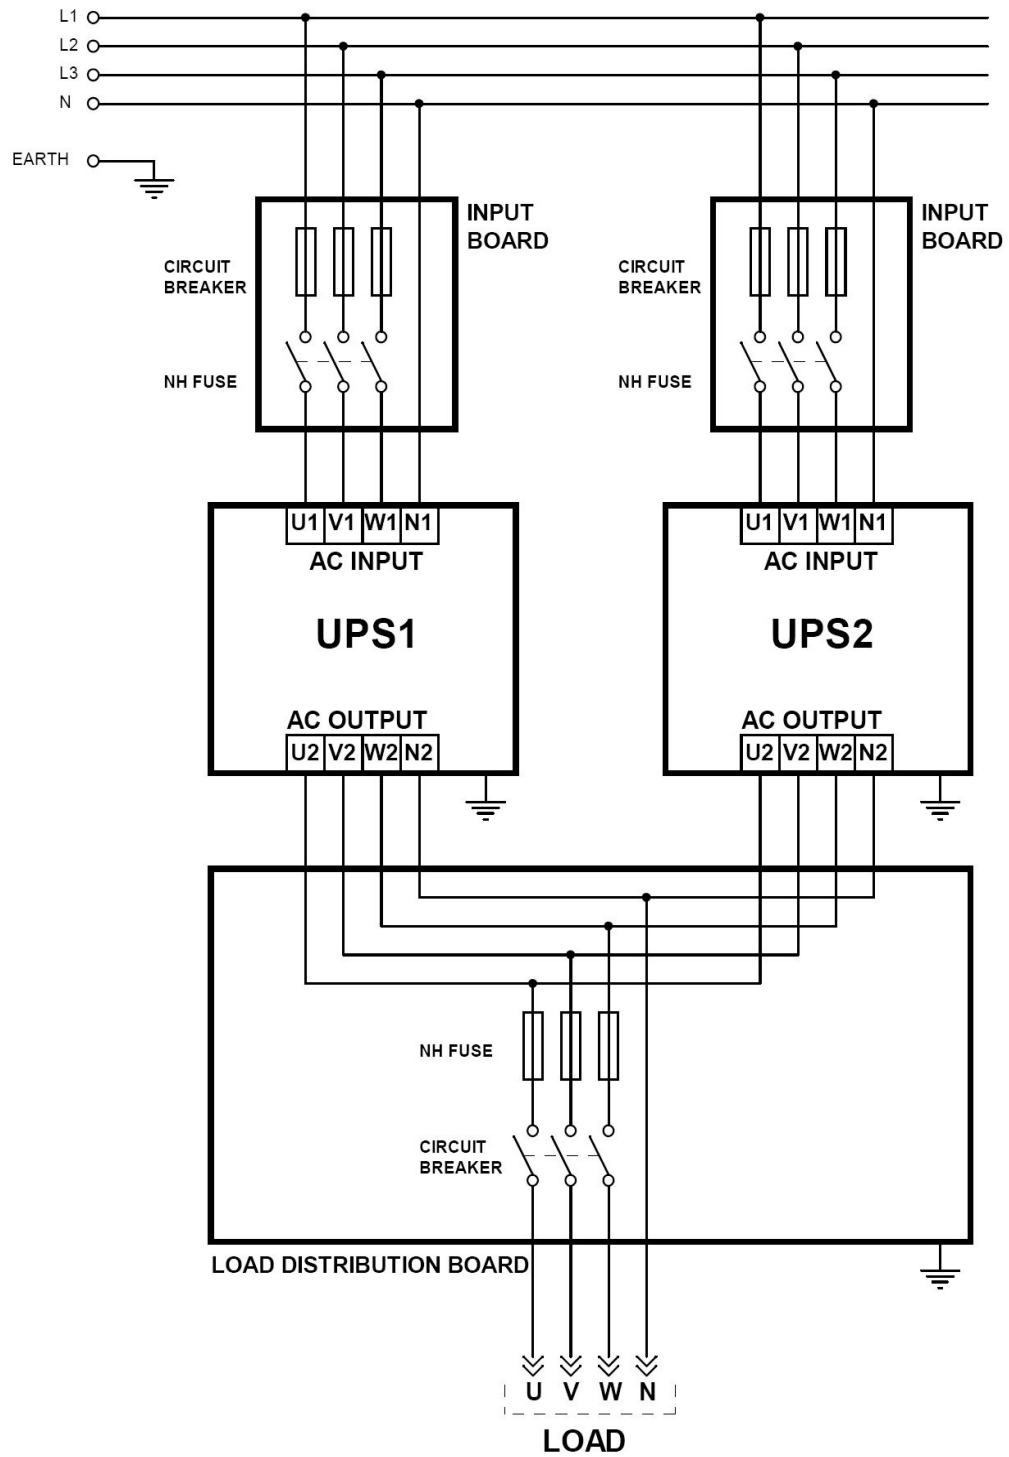 L1
L2
L3
N
EARTH
INPUT
BOARD
INPUT
BOARD
CIRCUIT
BREAKER
CIRCUIT
BREAKER
NH FUSE
NH FUSE
U1 V1 W1 N1
U1 V1 W1 N1
AC INPUT
AC INPUT
UPS1
UPS2
AC OUTPUT
AC OUTPUT
U2 V2 W2 N2
U2 V2 W2 N2
NH FUSE
CIRCUIT
BREAKER
LOAD DISTRIBUTION BOARD
U V W N
LOAD